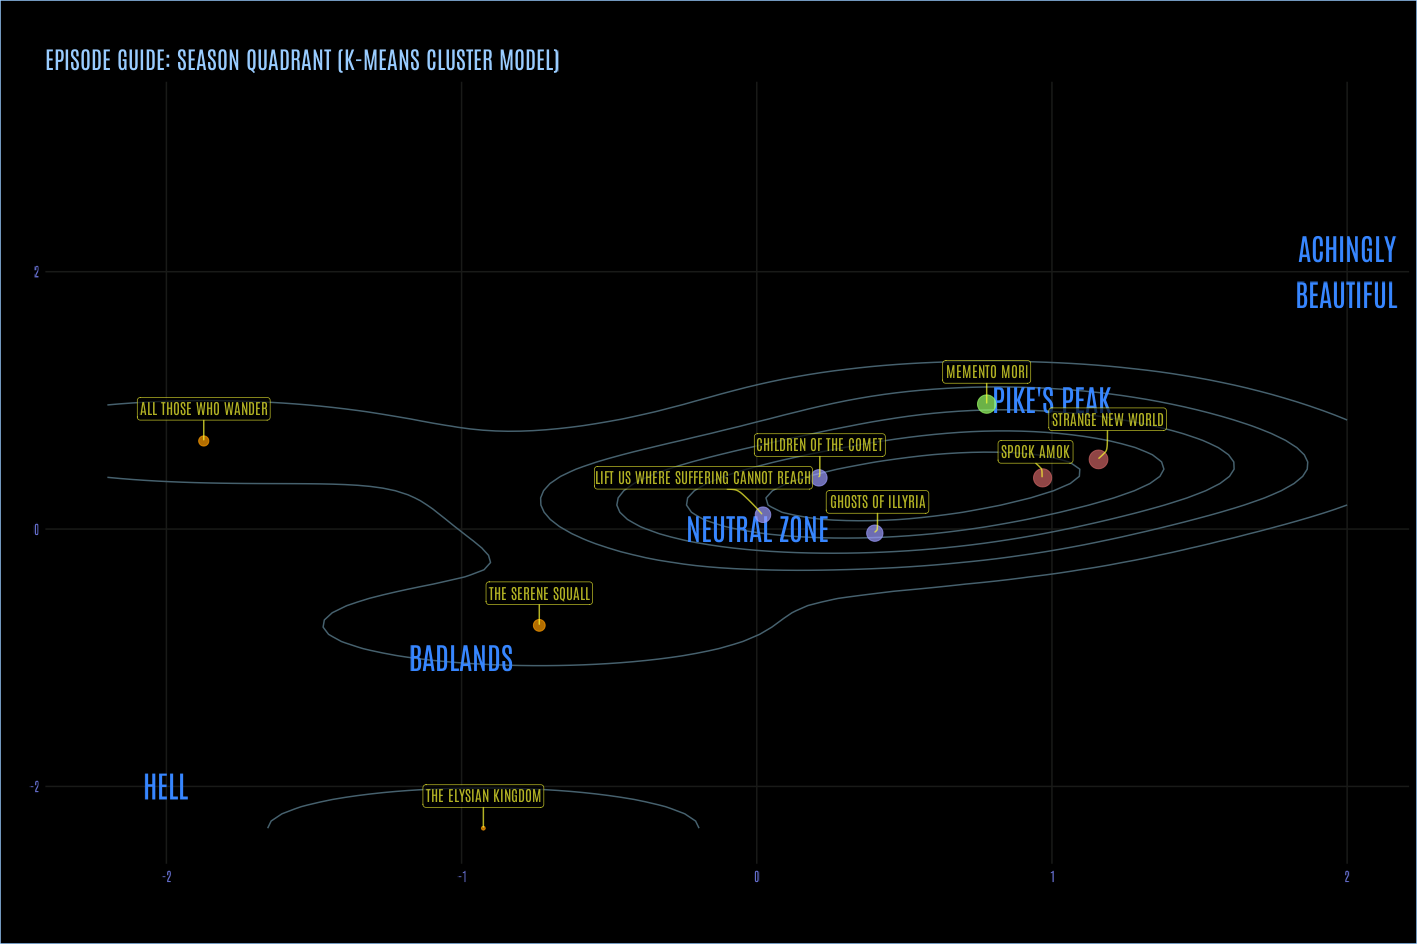 EPISODE GUIDE: SEASON QUADRANT (K-MEANS CLUSTER MODEL)
2
ACHINGLY
BEAUTIFUL
MEMENTO MORI
PIKE'S PEAK
ALL THOSE WHO WANDER
STRANGE NEW WORLD
CHILDREN OF THE COMET
SPOCK AMOK
LIFT US WHERE SUFFERING CANNOT REACH
GHOSTS OF ILLYRIA
0
NEUTRAL ZONE
THE SERENE SQUALL
BADLANDS
-2
HELL
THE ELYSIAN KINGDOM
-2
-1
0
1
2